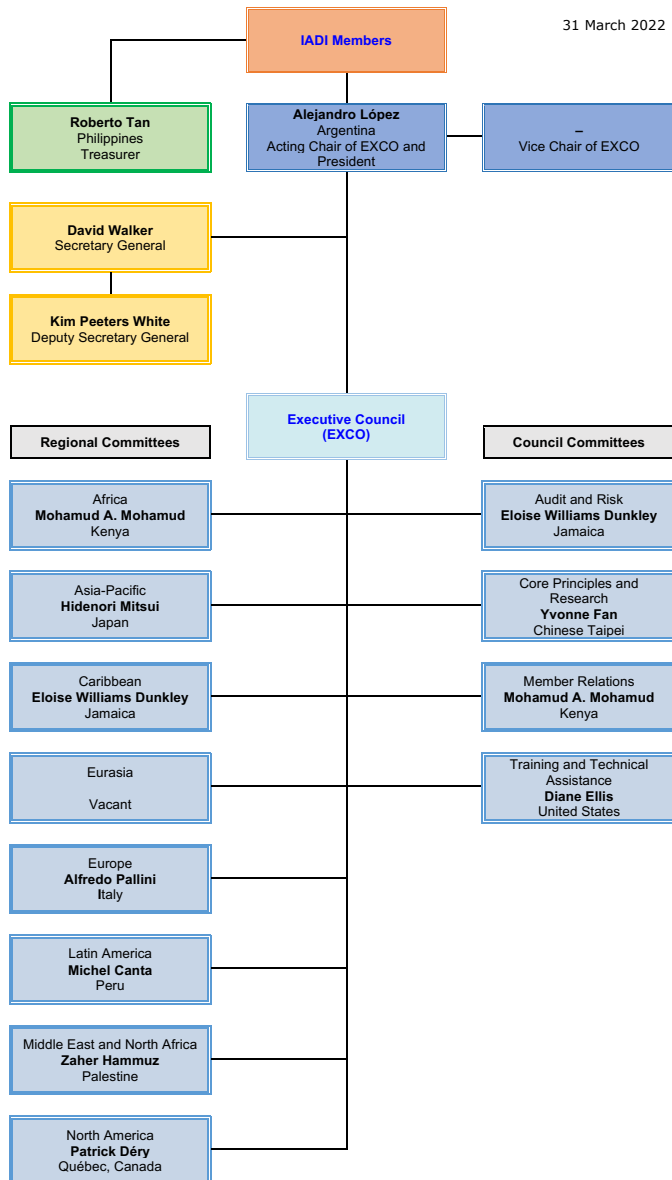 31 March 2022
IADI Members
Roberto Tan
Philippines
Treasurer
Alejandro López
Argentina
Acting Chair of EXCO and
President
–
Vice Chair of EXCO
David Walker
Secretary General
Kim Peeters White
Deputy Secretary General
Executive Council
(EXCO)
Regional Committees
Council Committees
Africa
Mohamud A. Mohamud
Kenya
Audit and Risk
Eloise Williams Dunkley
Jamaica
Asia-Pacific
Hidenori Mitsui
Japan
Core Principles and
Research
Yvonne Fan
Chinese Taipei
Caribbean
Eloise Williams Dunkley
Jamaica
Member Relations
Mohamud A. Mohamud
Kenya
Eurasia
Vacant
Training and Technical
Assistance
Diane Ellis
United States
Europe
Alfredo Pallini
Italy
Latin America
Michel Canta
Peru
Middle East and North Africa
Zaher Hammuz
Palestine
North America
Patrick Déry
Québec, Canada